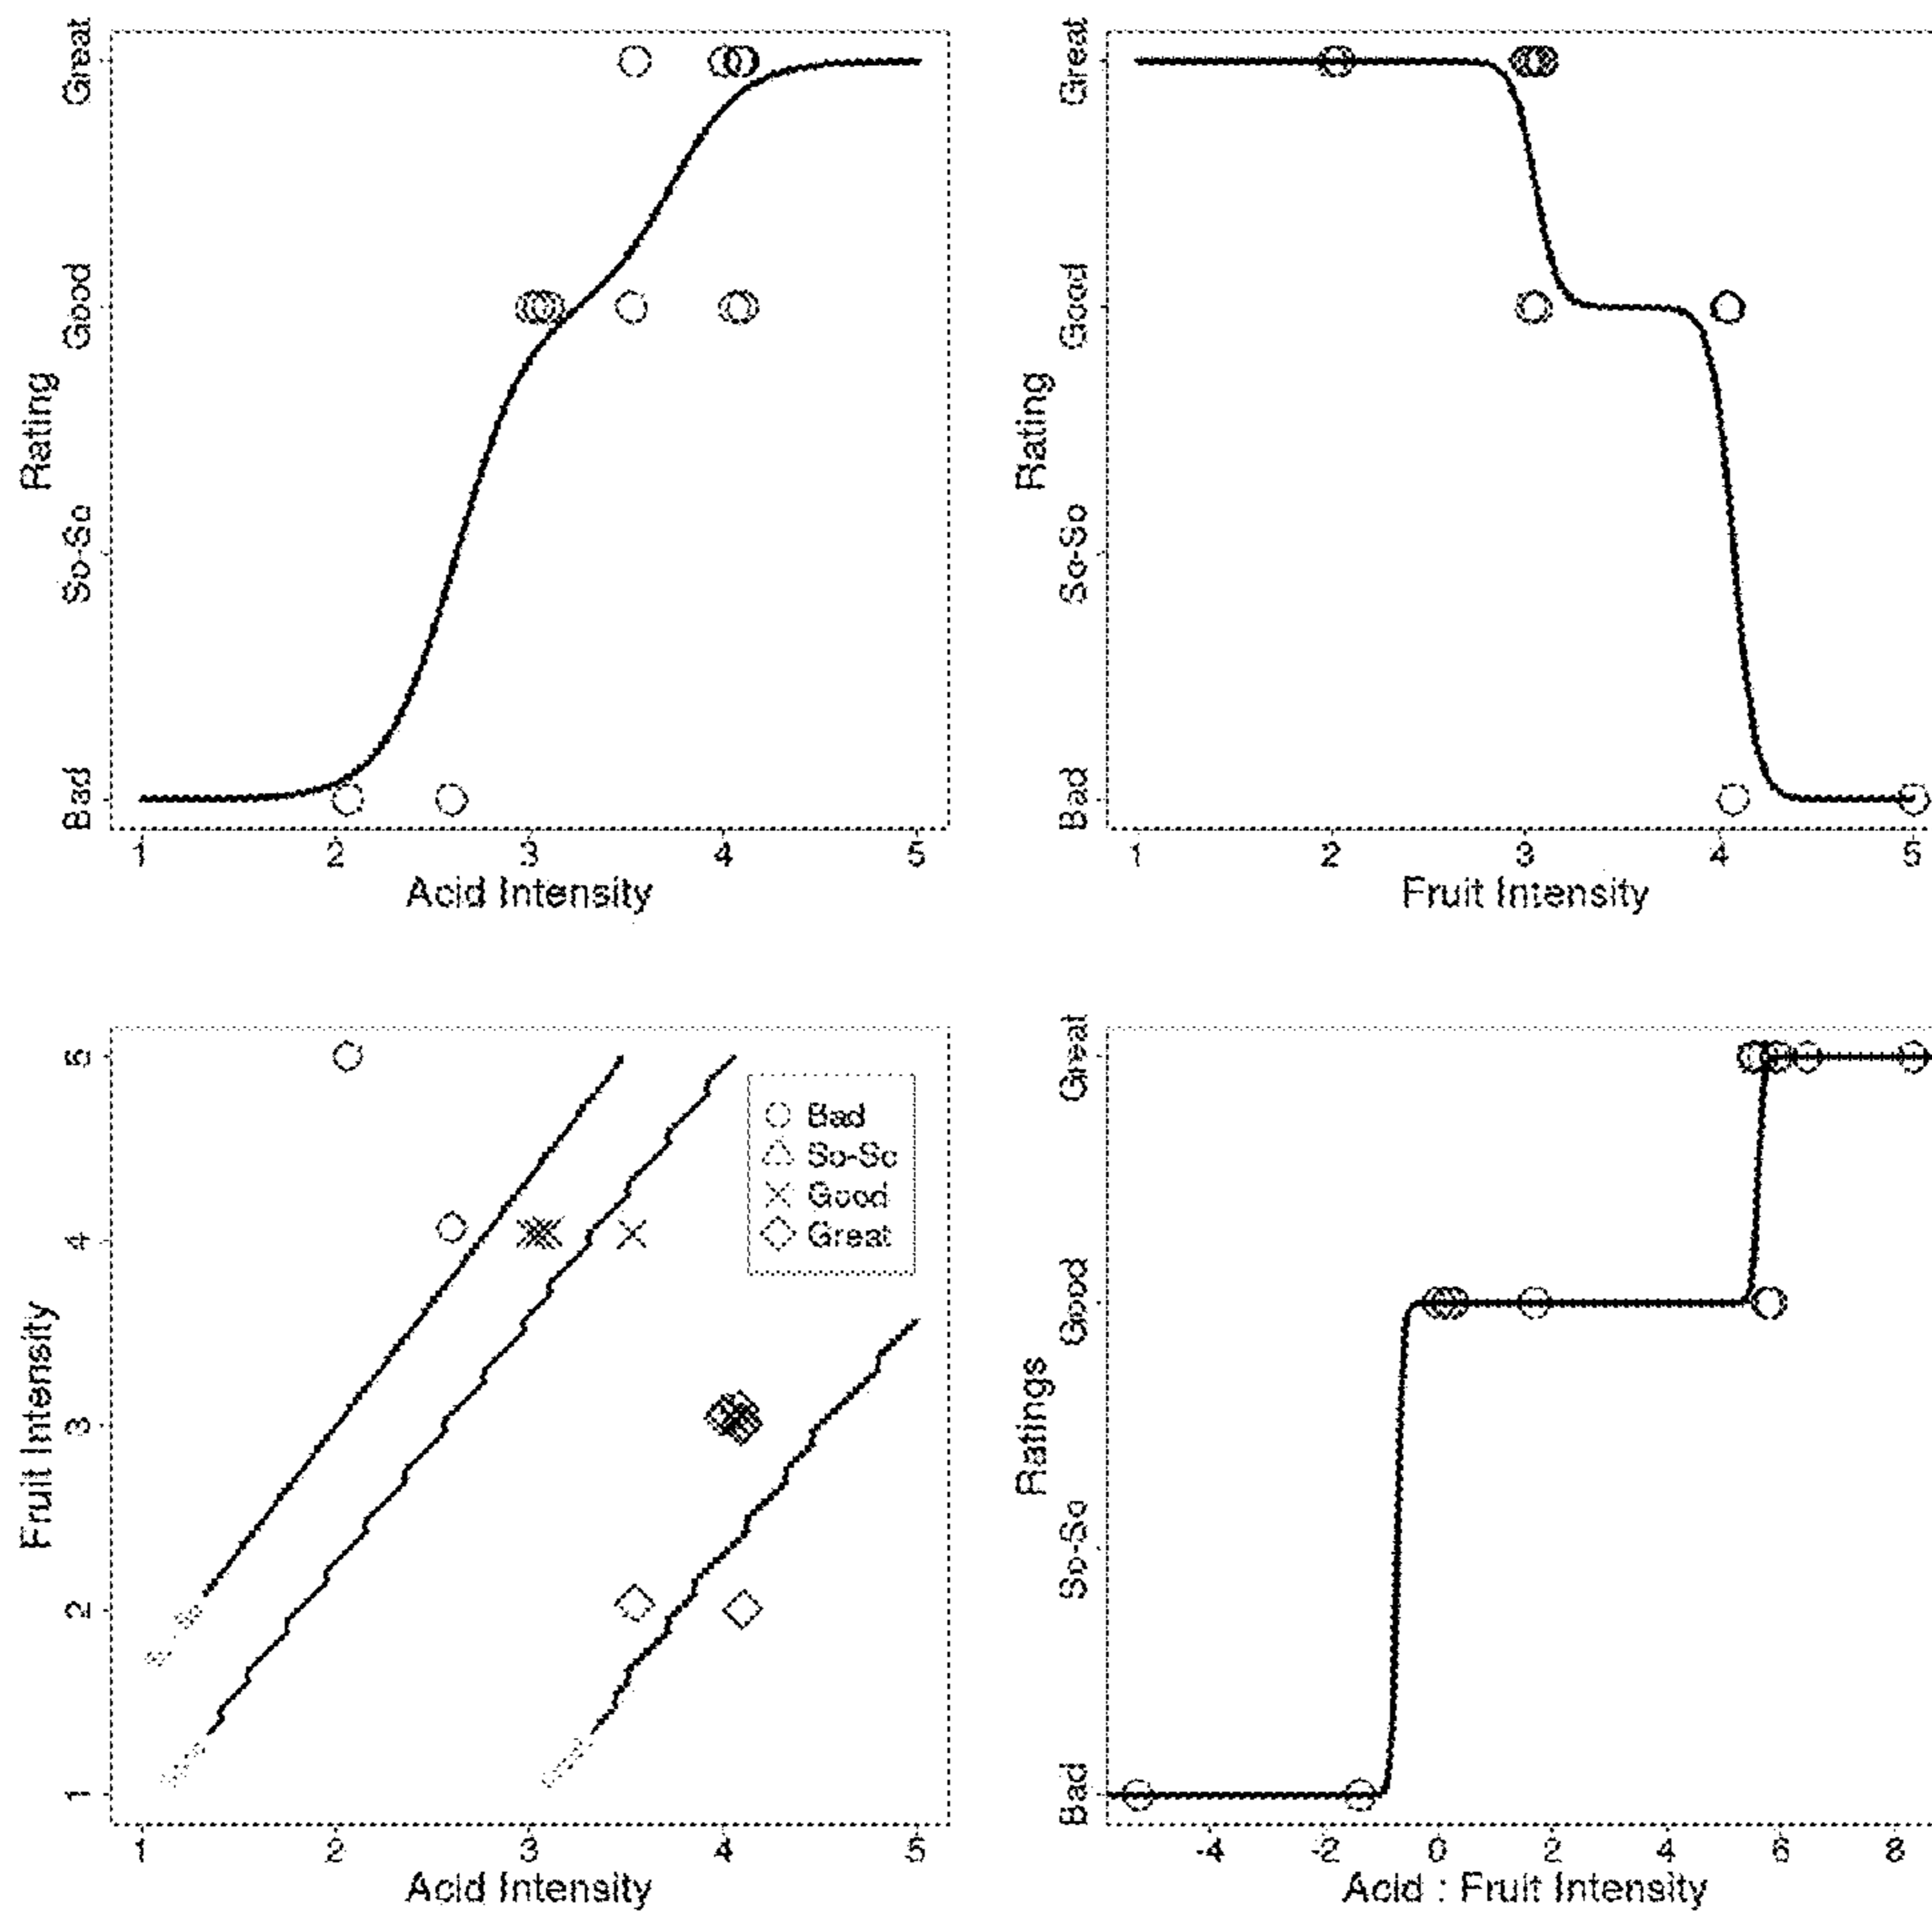 Great
Good
So-So
Bad
Rating
1 2 3 4 5
Acid Intensity
Great
Good
So-So
Bad
Rating
1 2 3 4 5
Fruit Intensity
5
4
3
2
1
Fruit Intensity
Bad
So-So
Good
Great
1 2 3 4 5
Acid Intensity
Great
Good
So-So
Bad
Ratings
-4 -2 0 2 4 6 8
Acid : Fruit Intensity